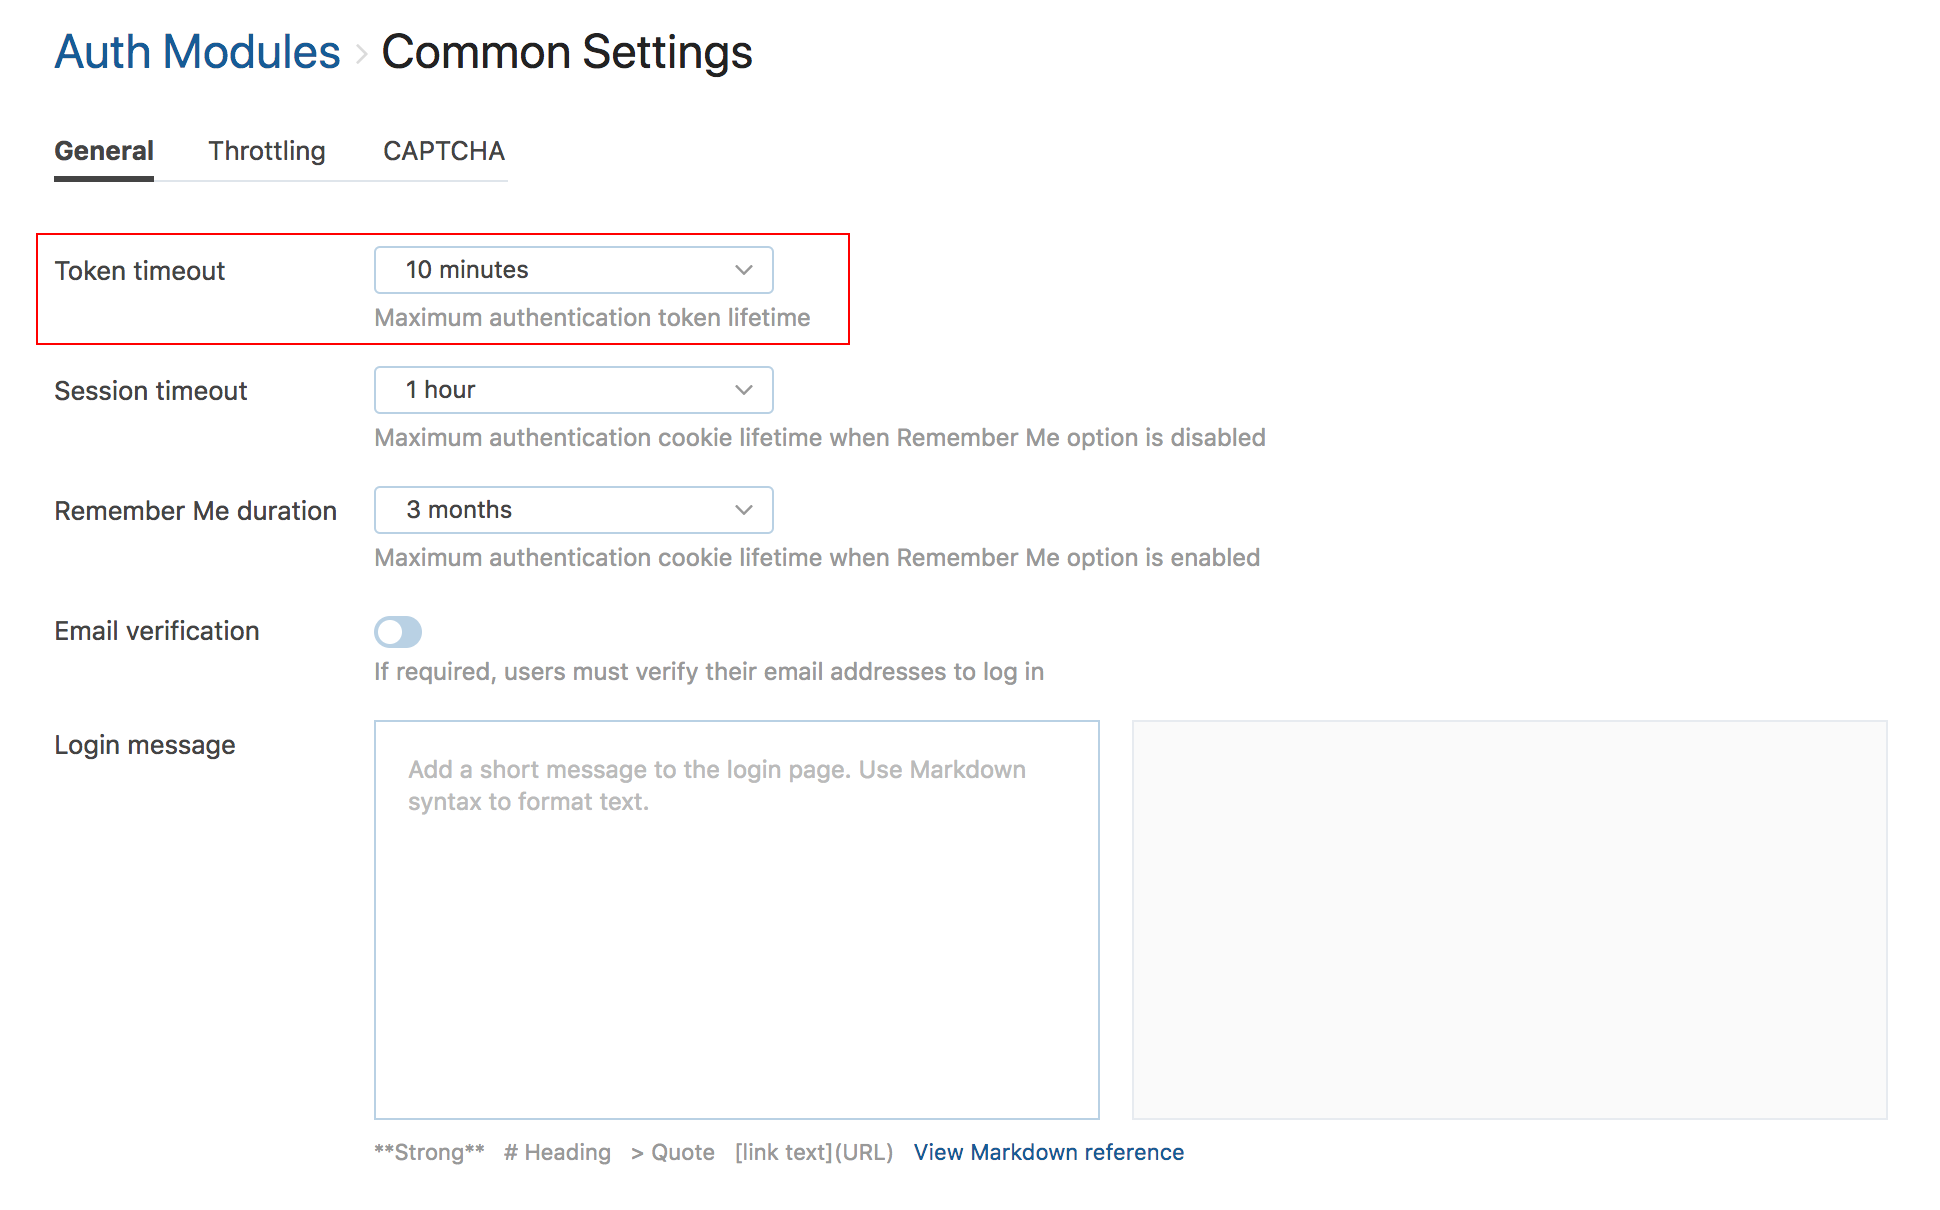 Auth Modules > Common Settings
General Throttling CAPTCHA
Token timeout 10 minutes
Maximum authentication token lifetime
Session timeout 1 hour
Maximum authentication cookie lifetime when Remember Me option is disabled
Remember Me duration 3 months
Maximum authentication cookie lifetime when Remember Me option is enabled
Email verification
If required, users must verify their email addresses to log in
Login message
Add a short message to the login page. Use Markdown
syntax to format text.
**Strong** # Heading > Quote [link text](URL) View Markdown reference